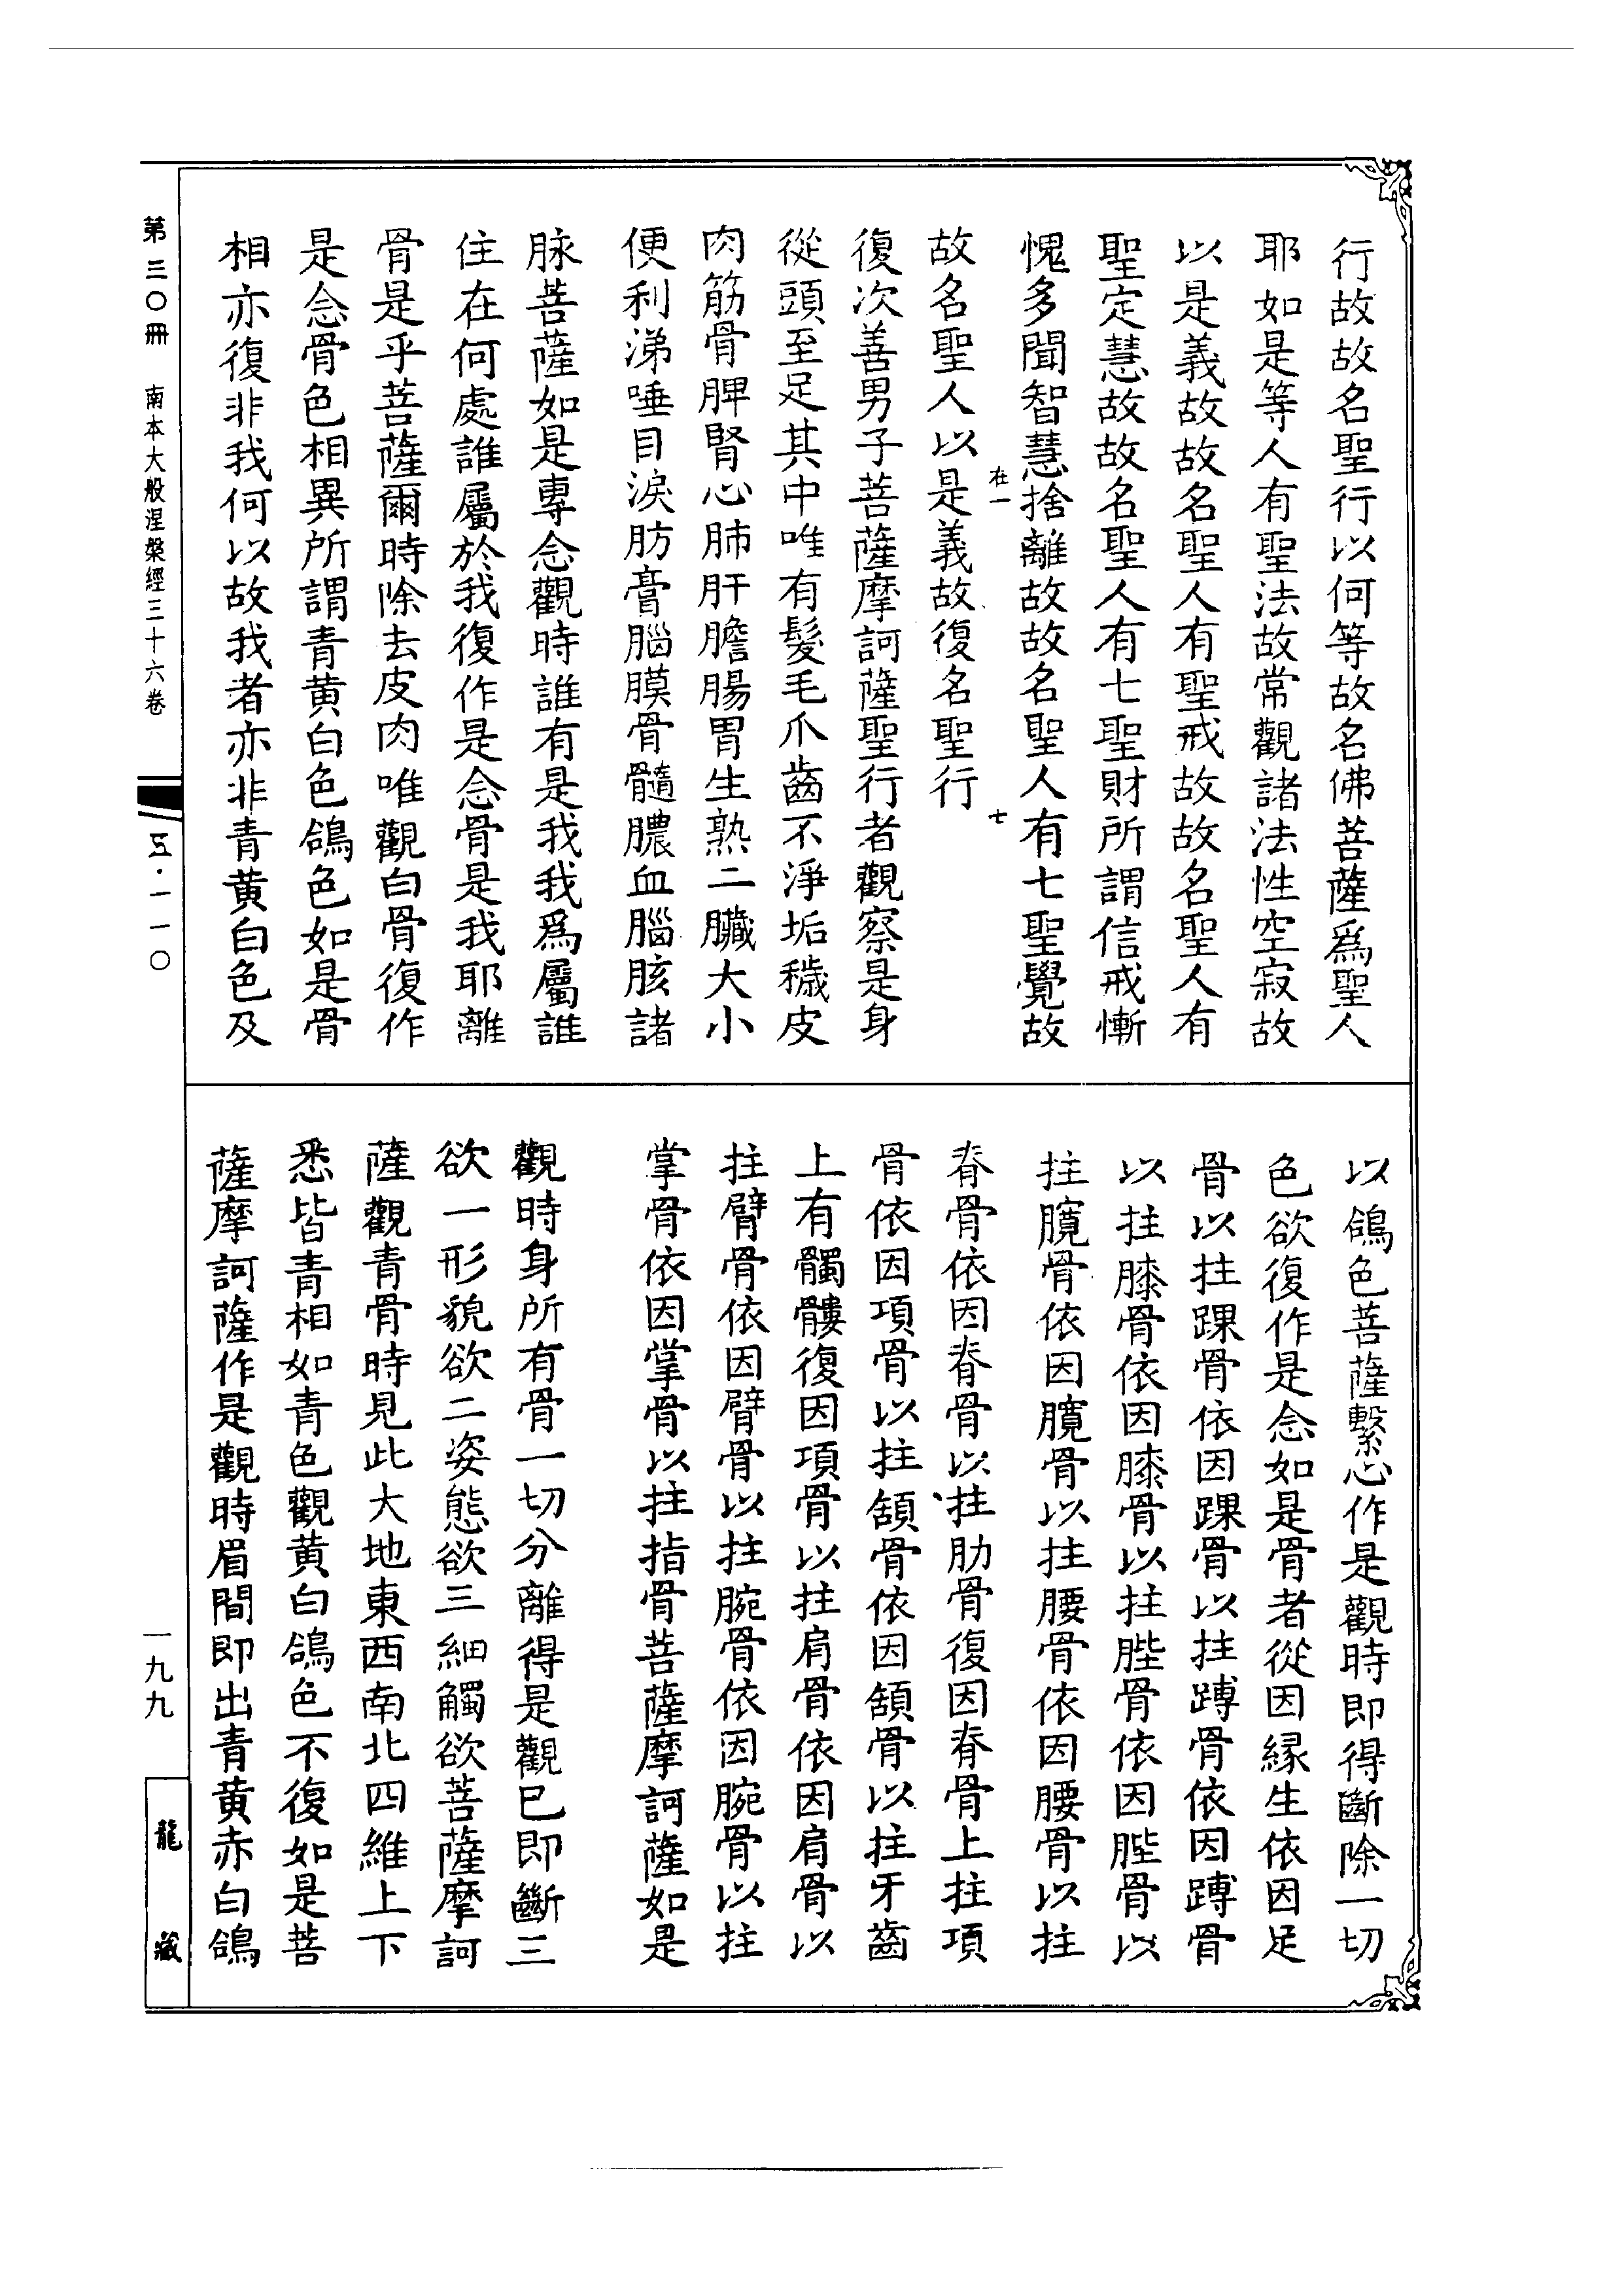 行故故名聖行以何等故名佛菩薩爲聖人
耶如是等人有聖法故常觀諸法性空寂故
以是義故故名聖人有聖戒故故名聖人有
聖定慧故故名聖人有七聖財所謂信戒慚
愧多聞智慧捨離故故名聖人有七聖覺故
在一
七
故名聖人以是義故復名聖行
復次善男子菩薩摩訶薩聖行者觀察是身
從頭至足其中唯有髮毛爪齒不淨垢穢皮
肉筋骨脾腎心肺肝膽腸胃生熟二臟大小
便利涕唾目淚肪膏腦膜骨髓膿血腦胲諸
脉菩薩如是專念觀時誰有是我我爲屬誰
住在何處誰屬於我復作是念骨是我耶離
骨是乎菩薩爾時除去皮肉唯觀白骨復作
是念骨色相異所謂青黃白色鴿色如是骨
相亦復非我何以故我者亦非青黃白色及
以鴿色菩薩繫心作是觀時即得斷除一切
色欲復作是念如是骨者從因緣生依因足
骨以拄踝骨依因踝骨以拄𨄔骨依因𨄔骨
以拄膝骨依因膝骨以拄䏶骨依因䏶骨以
拄臗骨依因臗骨以拄腰骨依因腰骨以拄
脊骨依因脊骨以拄肋骨復因脊骨上拄項
骨依因項骨以拄頷骨依因頷骨以拄牙齒
上有髑髏復因項骨以拄肩骨依因肩骨以
拄臂骨依因臂骨以拄腕骨依因腕骨以拄
掌骨依因掌骨以拄指骨菩薩摩訶薩如是
觀時身所有骨一切分離得是觀已即斷三
欲一形貌欲二姿態欲三細觸欲菩薩摩訶
薩觀青骨時見此大地東西南北四維上下
悉皆青相如青色觀黃白鴿色不復如是菩
薩摩訶薩作是觀時眉間即出青黃赤白鴿
第三〇冊　南本大般涅槃經三十六卷
五·一一〇
一九九
龍藏